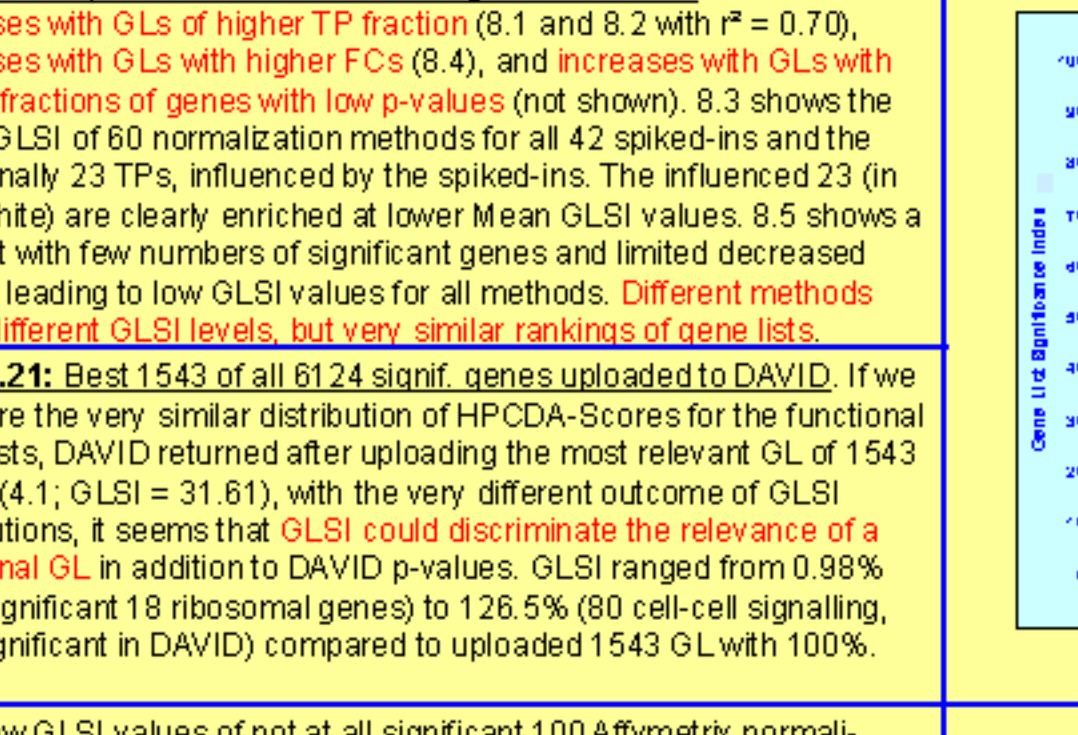 ses with GLs of higher TP fraction (8.1 and 8.2 with r² = 0.70),
ses with GLs with higher FCs (8.4), and increases with GLs with
fractions of genes with low p-values (not shown). 8.3 shows the
GLSI of 60 normalization methods for all 42 spiked-ins and the
nally 23 TPs, influenced by the spiked-ins. The influenced 23 (in
hite) are clearly enriched at lower Mean GLSI values. 8.5 shows a
t with few numbers of significant genes and limited decreased
leading to low GLSI values for all methods. Different methods
ifferent GLSI levels, but very similar rankings of gene lists.
.21: Best 1543 of all 6124 signif. genes uploaded to DAVID. If we
re the very similar distribution of HPCDA-Scores for the functional
sts, DAVID returned after uploading the most relevant GL of 1543
(4.1; GLSI = 31.61), with the very different outcome of GLSI
utions, it seems that GLSI could discriminate the relevance of a
nal GL in addition to DAVID p-values. GLSI ranged from 0.98%
gnificant 18 ribosomal genes) to 126.5% (80 cell-cell signalling,
gnificant in DAVID) compared to uploaded 1543 GL with 100%.
w GLSI values of not at all significant 100 Affymetrix normali-
Gene List Significance Index